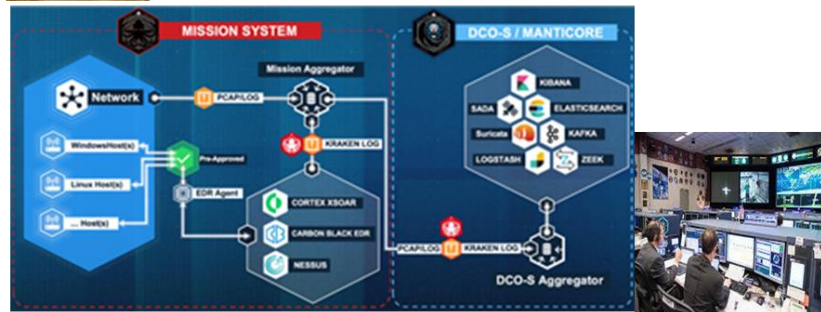 MISSION SYSTEM
DCO-S / MANTICORE
Mission Aggregator
Network
PCAP/LOG
KIBANA
SADA
ELASTICSEARCH
WindowsHost(s)
KRAKEN LOG
Suricata
KAFKA
Pre-Approved
LOGSTASH
ZEEK
Linux Host(s)
EDR Agent
CORTEX XSOAR
... Host(s)
CARBON BLACK EDR
PCAP/LOG
KRAKEN LOG
NESSUS
DCO-S Aggregator